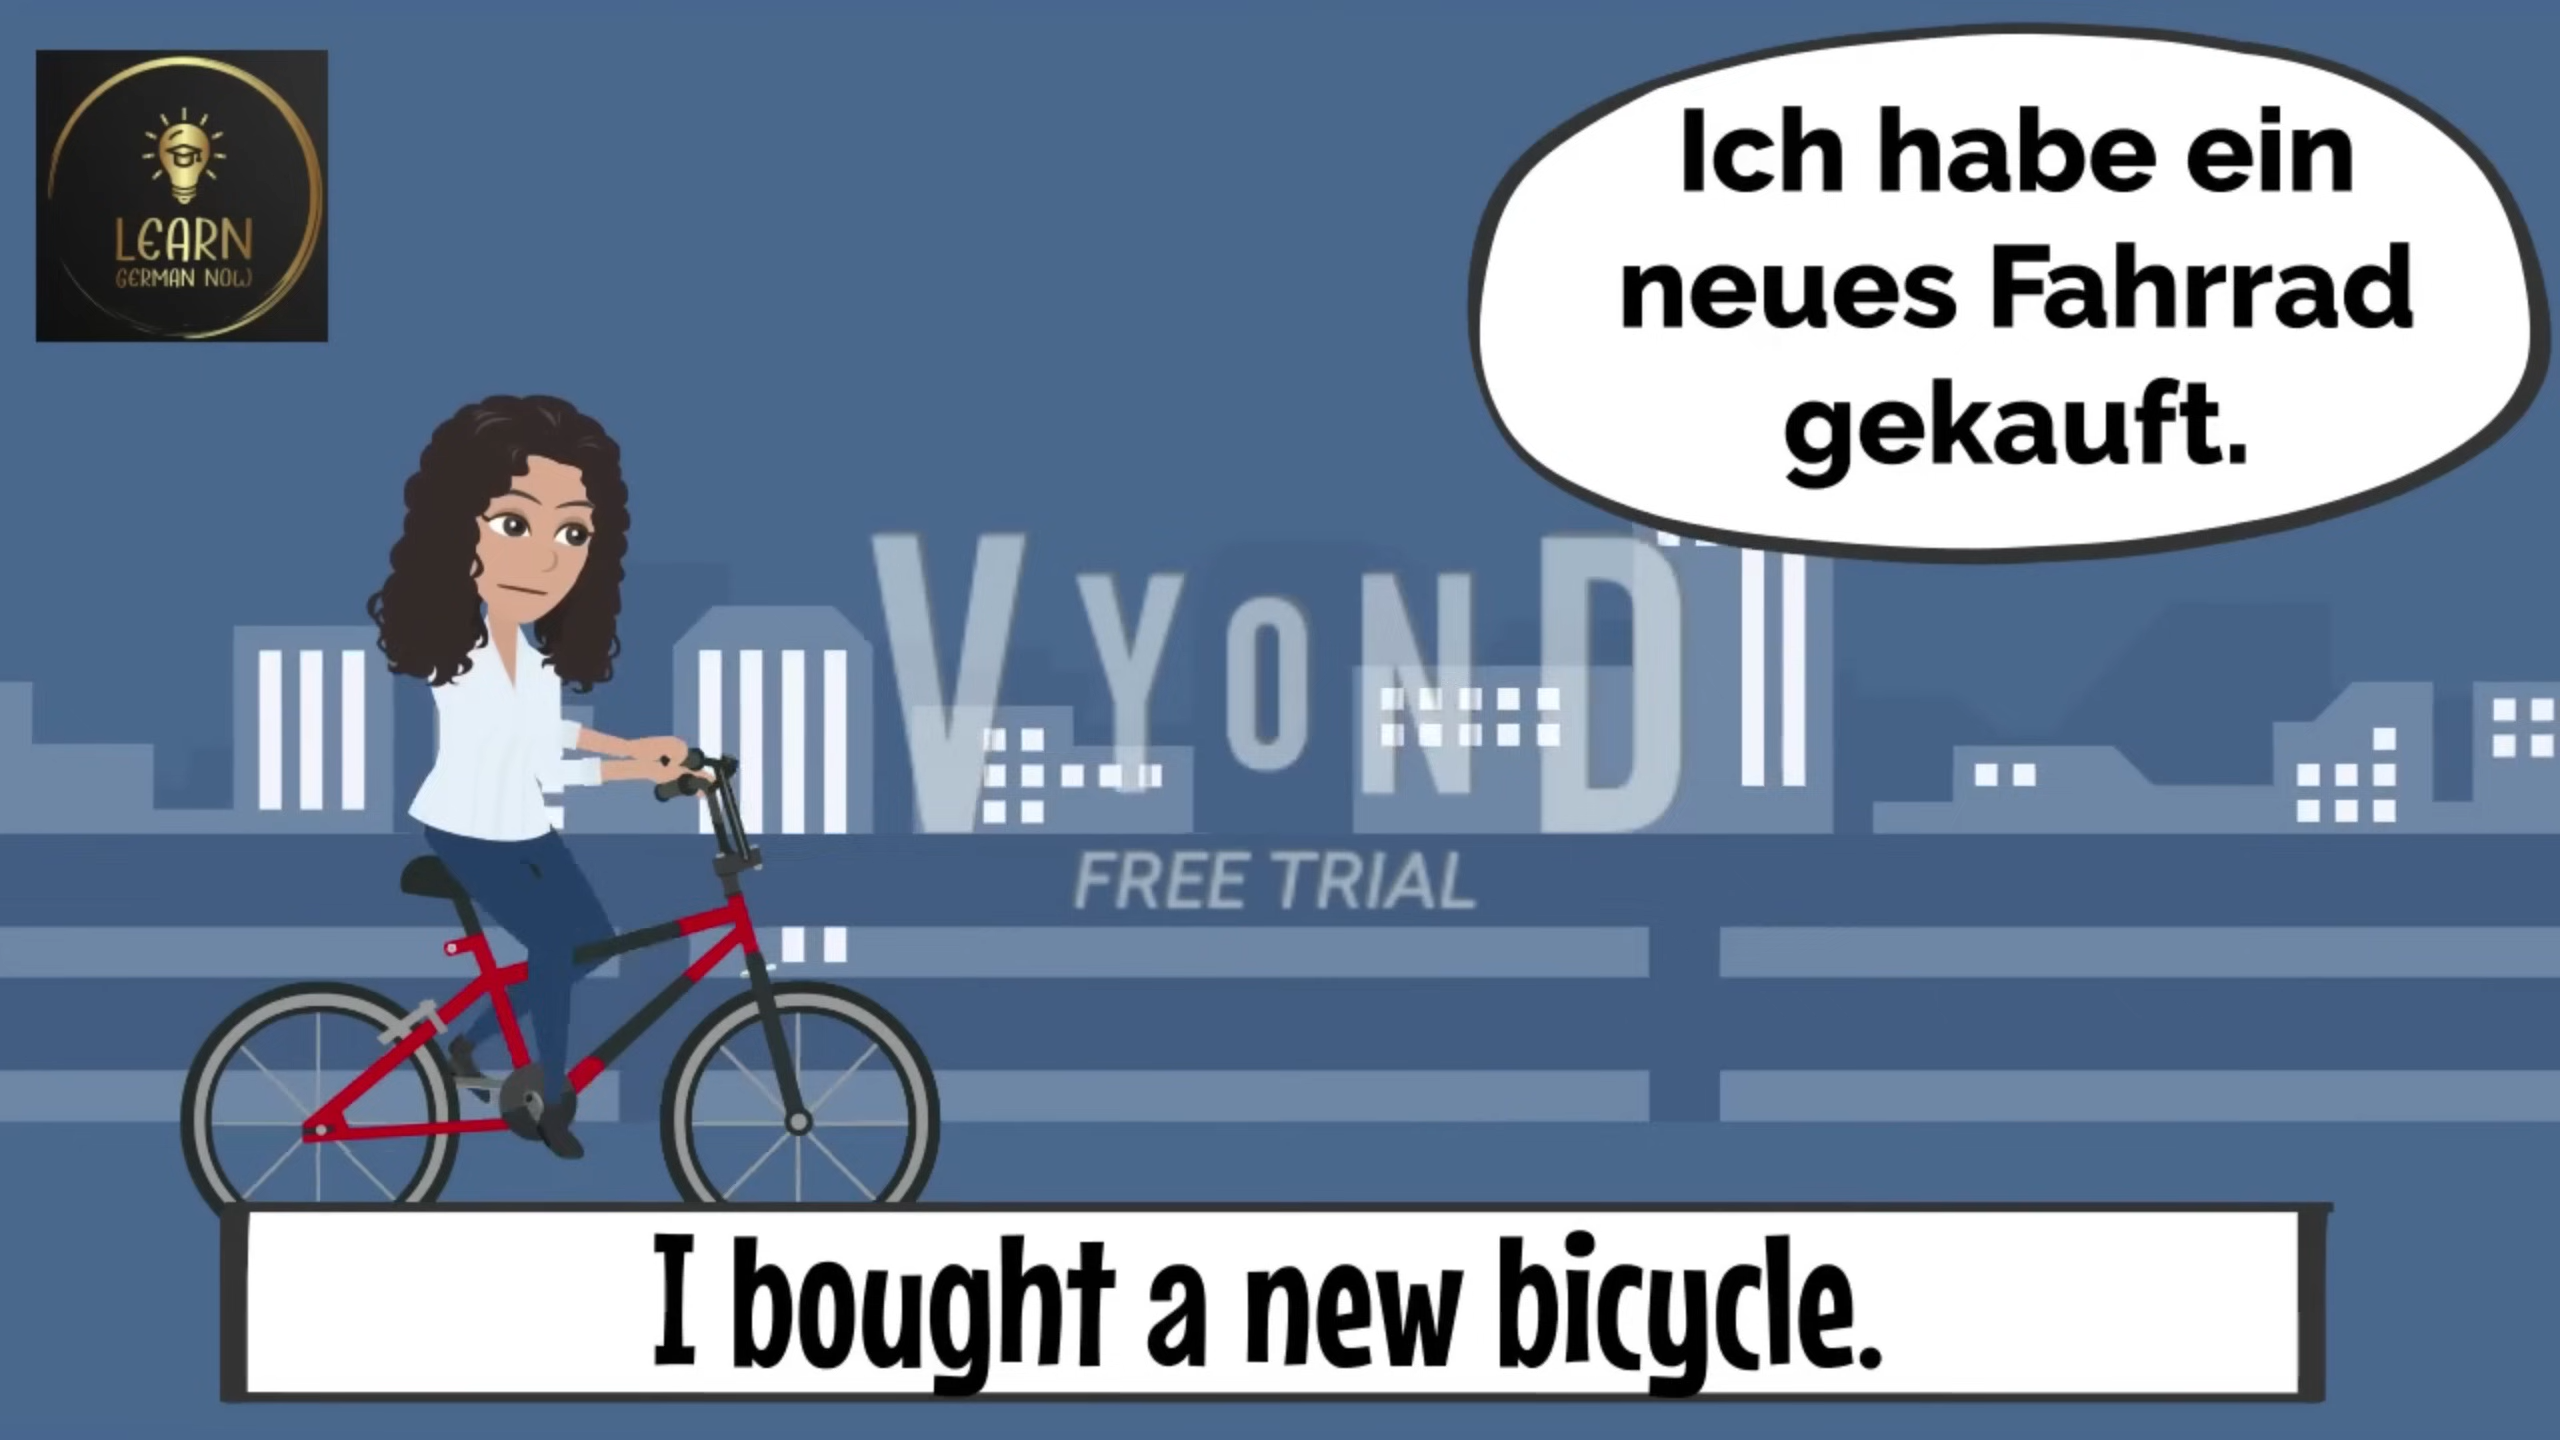 LEARN
GERMAN NOW
Ich habe ein
neues Fahrrad
gekauft.
VYOND
FREE TRIAL
I bought a new bicycle.